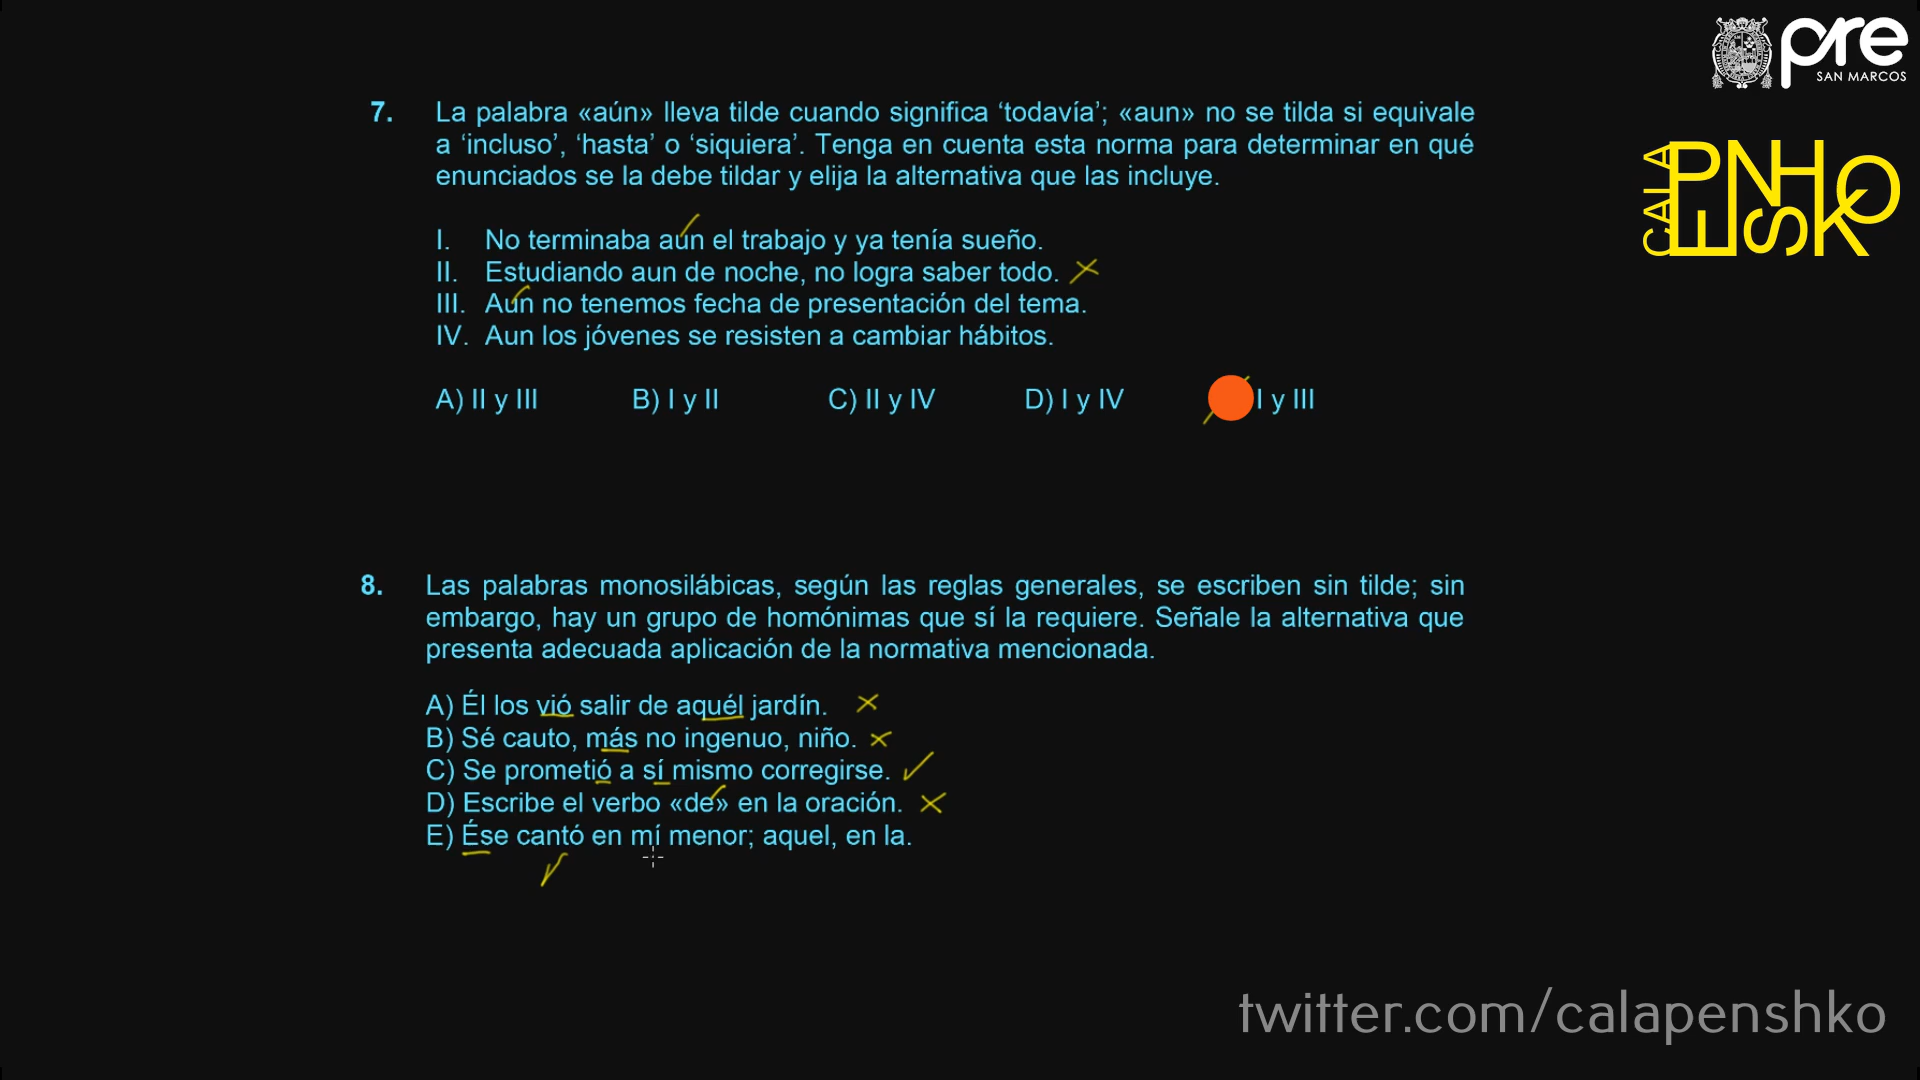 pre
SAN MARCOS
CALA
PENSHKO
7. La palabra «aún» lleva tilde cuando significa ‘todavía’; «aun» no se tilda si equivale
a ‘incluso’, ‘hasta’ o ‘siquiera’. Tenga en cuenta esta norma para determinar en qué
enunciados se la debe tildar y elija la alternativa que las incluye.
I. No terminaba aun el trabajo y ya tenía sueño.
II. Estudiando aun de noche, no logra saber todo.
III. Aun no tenemos fecha de presentación del tema.
IV. Aun los jóvenes se resisten a cambiar hábitos.
A) II y III B) I y II C) II y IV D) I y IV I y III
8. Las palabras monosilábicas, según las reglas generales, se escriben sin tilde; sin
embargo, hay un grupo de homónimas que sí la requiere. Señale la alternativa que
presenta adecuada aplicación de la normativa mencionada.
A) Él los vió salir de aquél jardín.
B) Sé cauto, más no ingenuo, niño.
C) Se prometió a sí mismo corregirse.
D) Escribe el verbo «de» en la oración.
E) Ése cantó en mí menor; aquel, en la.
twitter.com/calapenshko